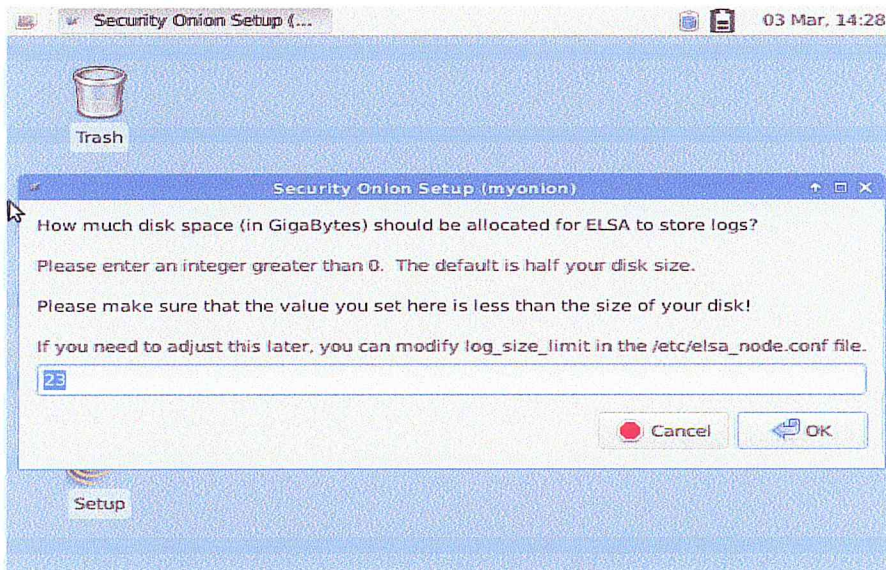 Security Onion Setup (... 03 Mar, 14:28
Trash
Security Onion Setup (myonion)
How much disk space (in GigaBytes) should be allocated for ELSA to store logs?
Please enter an integer greater than 0. The default is half your disk size.
Please make sure that the value you set here is less than the size of your disk!
If you need to adjust this later, you can modify log_size_limit in the /etc/elsa_node.conf file.
23
Cancel OK
Setup